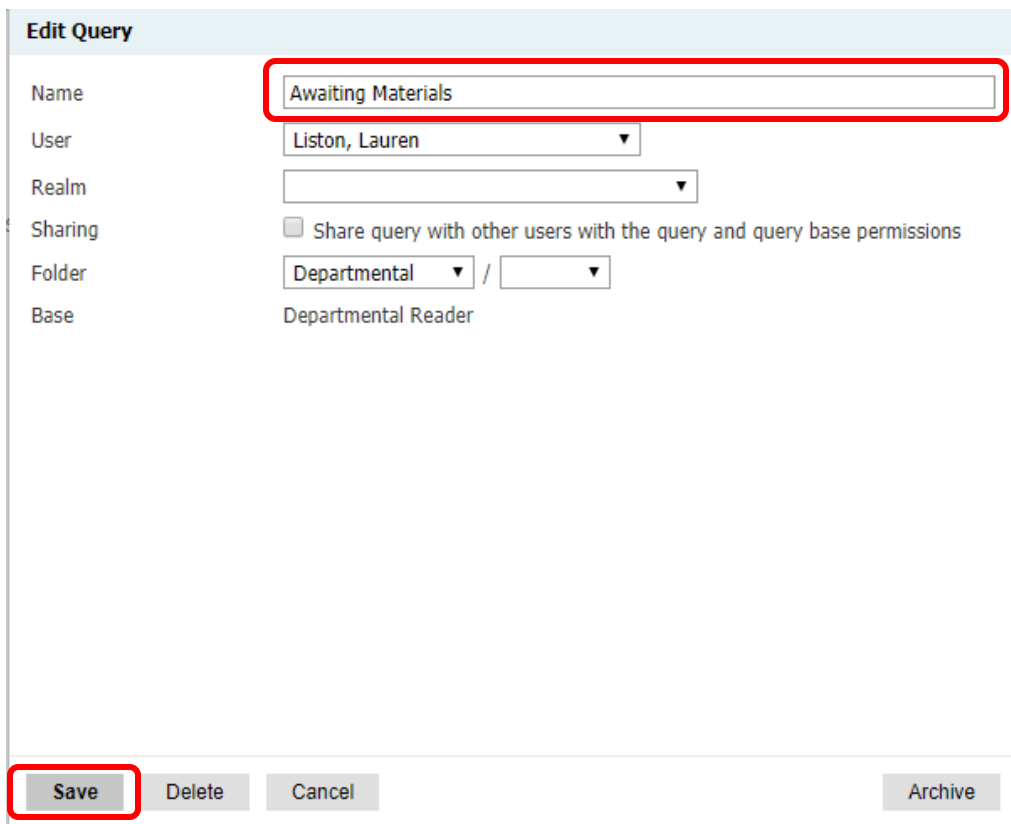 Edit Query
Name Awaiting Materials
User Liston, Lauren
Realm
Sharing Share query with other users with the query and query base permissions
Folder Departmental /
Base Departmental Reader
Save Delete Cancel Archive